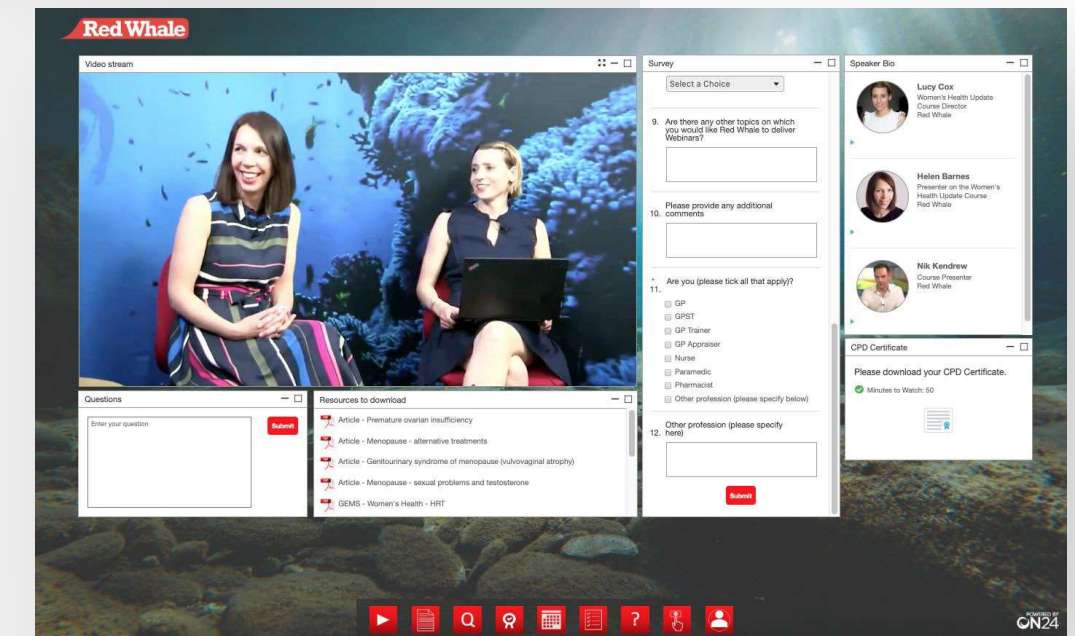 Red Whale
Video stream
Survey
Select a Choice
9. Are there any other topics on which
you would like Red Whale to deliver
Webinars?
Please provide any additional
10. comments
* Are you (please tick all that apply)?
11.
GP
GPST
GP Trainer
GP Appraiser
Nurse
Paramedic
Pharmacist
Other profession (please specify below)
Other profession (please specify
12. here)
Submit
Speaker Bio
Lucy Cox
Women's Health Update
Course Director
Red Whale
Helen Barnes
Presenter on the Women's
Health Update Course
Red Whale
Nik Kendrew
Course Presenter
Red Whale
CPD Certificate
Please download your CPD Certificate.
Minutes to Watch: 50
Questions
Enter your question
Submit
Resources to download
Article - Premature ovarian insufficiency
Article - Menopause - alternative treatments
Article - Genitourinary syndrome of menopause (vulvovaginal atrophy)
Article - Menopause - sexual problems and testosterone
GEMS - Women's Health - HRT
Q
?
POWERED BY
ON24